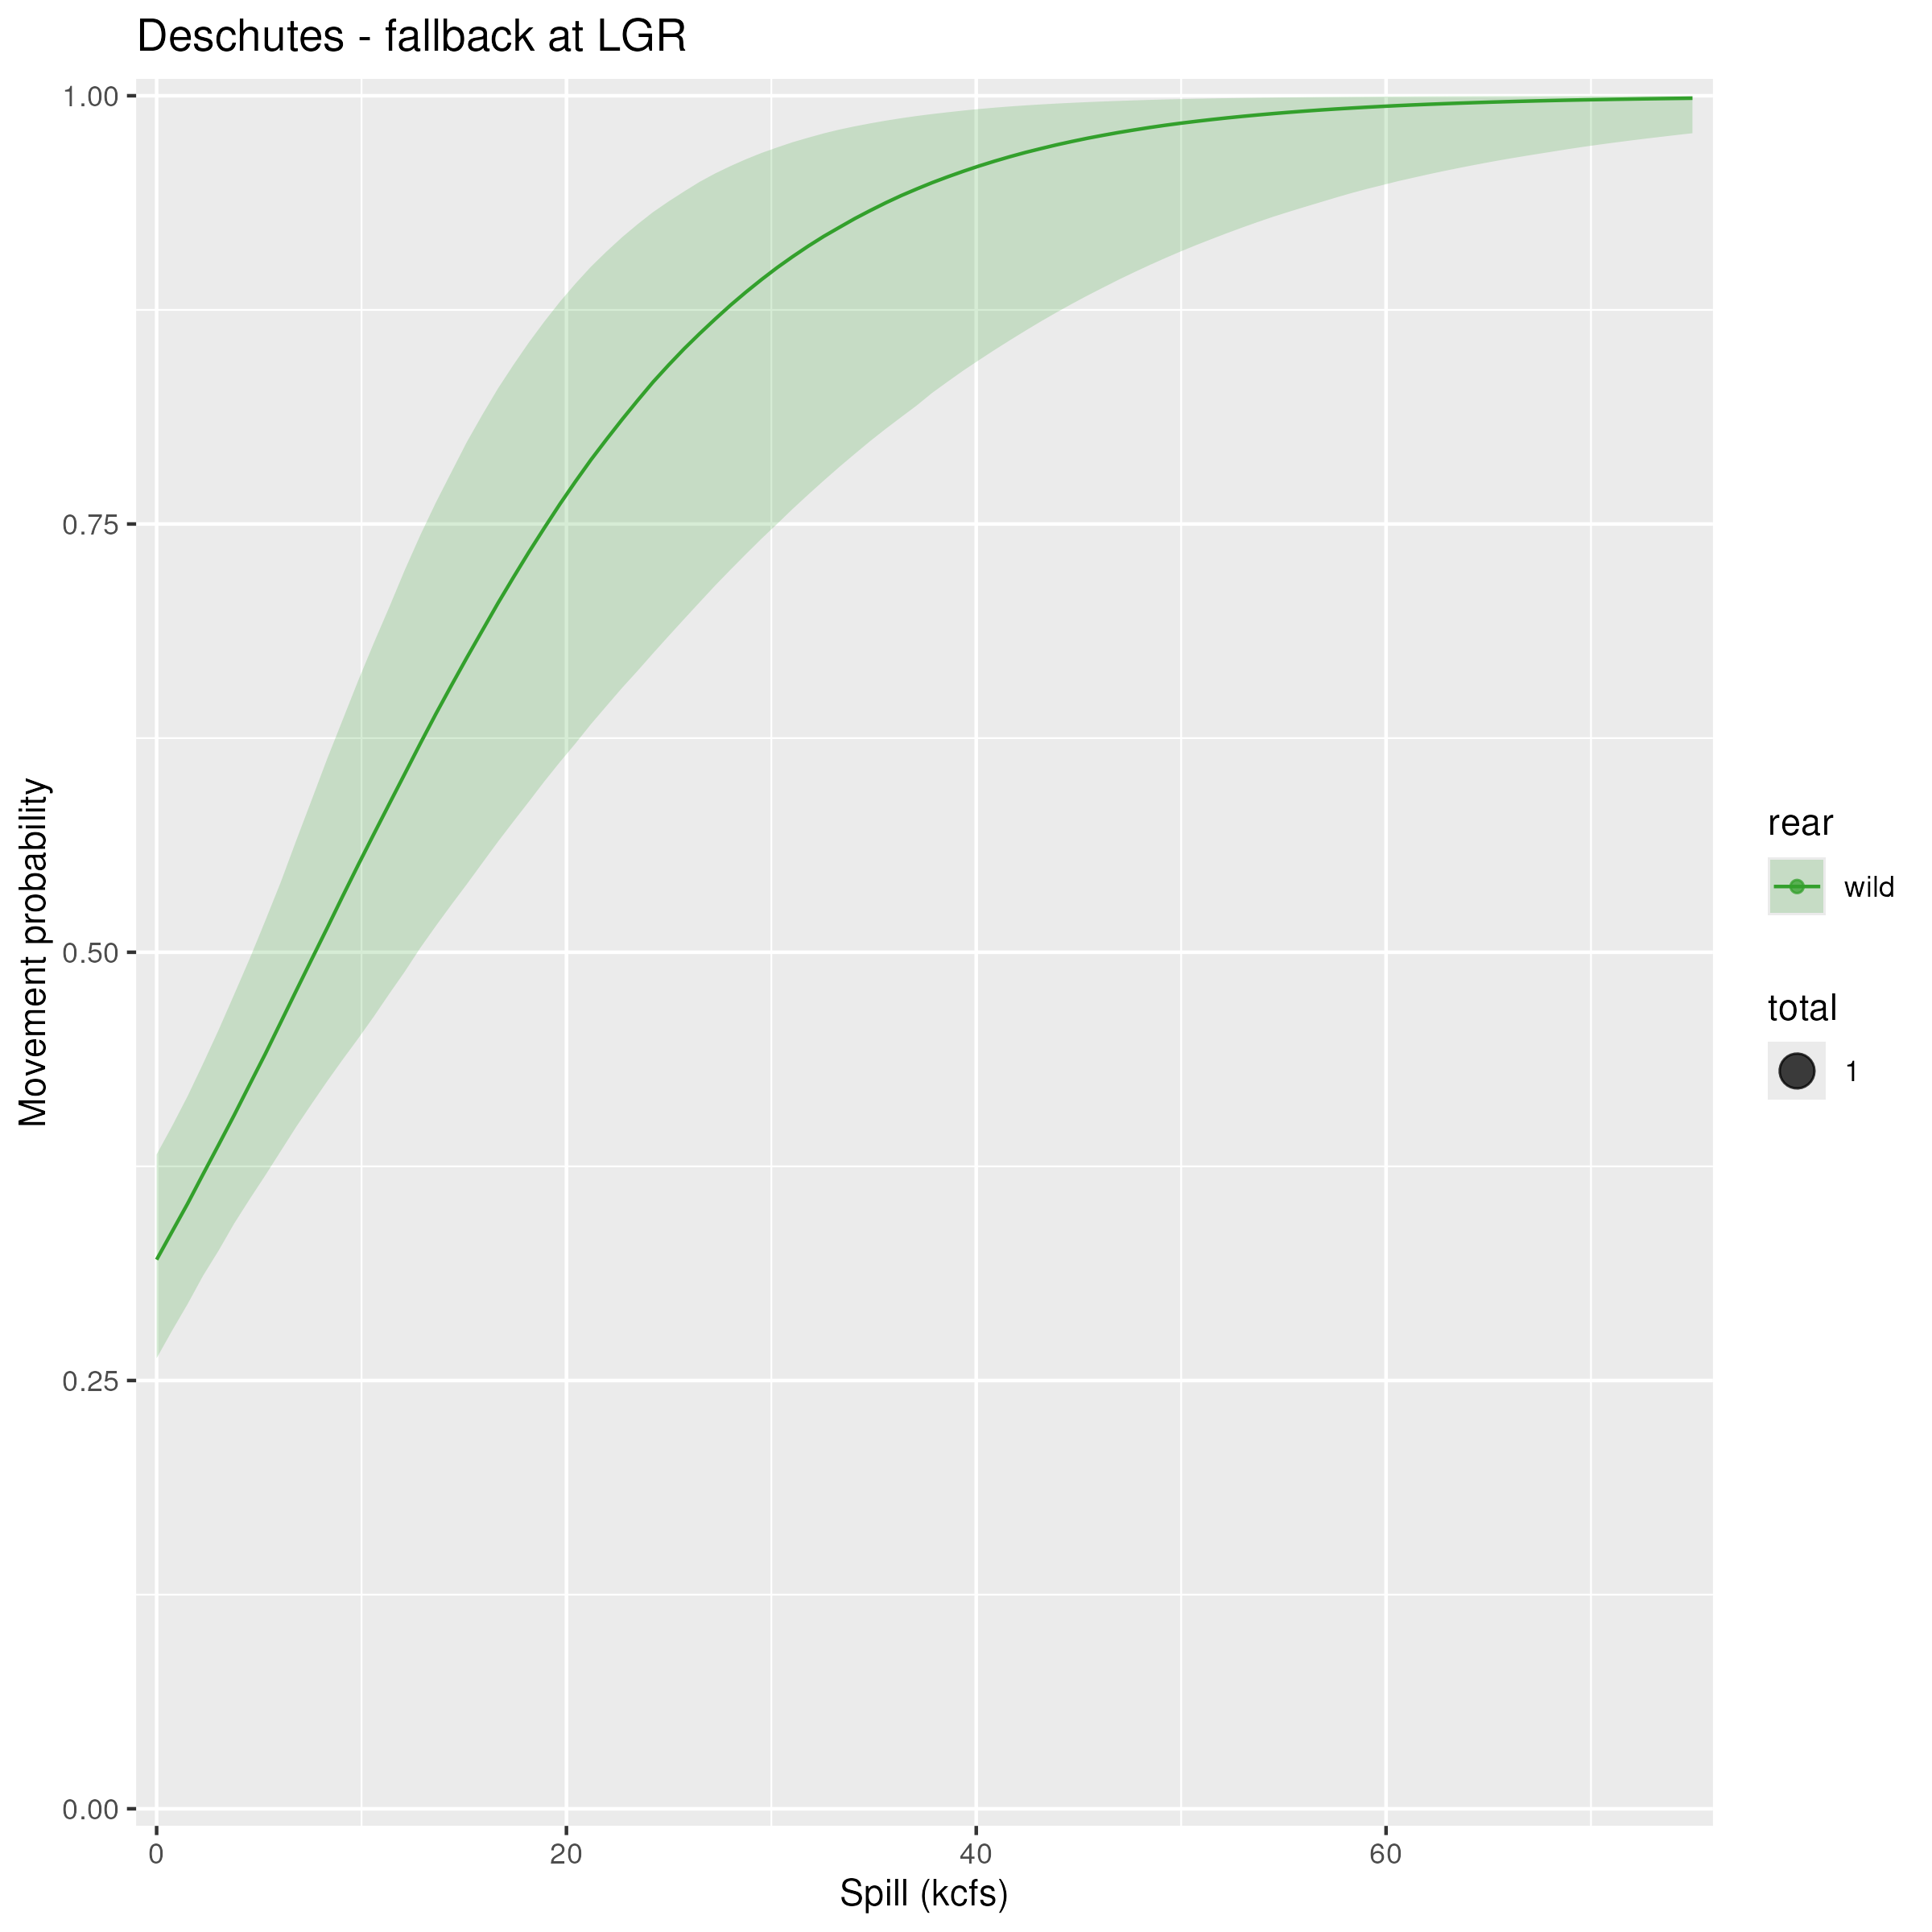 Deschutes - fallback at LGR
1.00
0.75
0.50
0.25
0.00
Movement probability
0
20
40
60
Spill (kcfs)
rear
wild
total
1